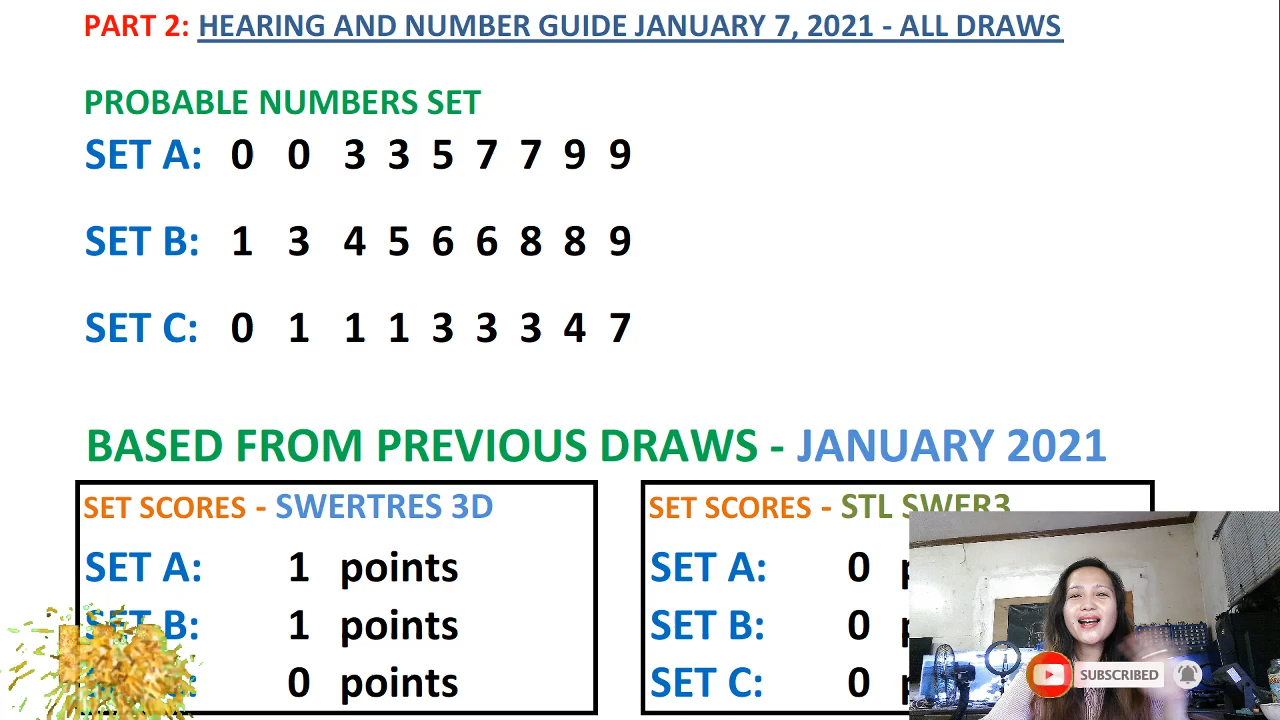 PART 2: HEARING AND NUMBER GUIDE JANUARY 7, 2021 - ALL DRAWS
PROBABLE NUMBERS SET
SET A: 0 0 3 3 5 7 7 9 9
SET B: 1 3 4 5 6 6 8 8 9
SET C: 0 1 1 1 3 3 3 4 7
BASED FROM PREVIOUS DRAWS - JANUARY 2021
SET SCORES - SWERTRES 3D
SET A: 1 points
SET B: 1 points
0 points
SET SCORES - STL SWER3
SET A: 0
SET B: 0
SET C: 0
SUBSCRIBED